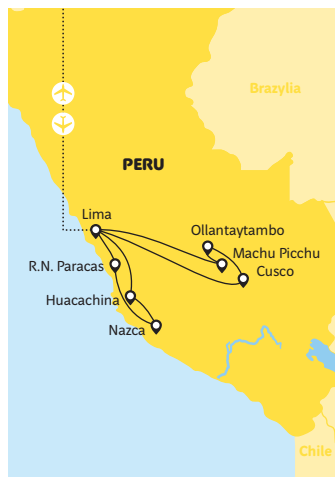 Brazylia
PERU
Lima
Ollantaytambo
Machu Picchu
R.N. Paracas
Cusco
Huacachina
Nazca
Chile